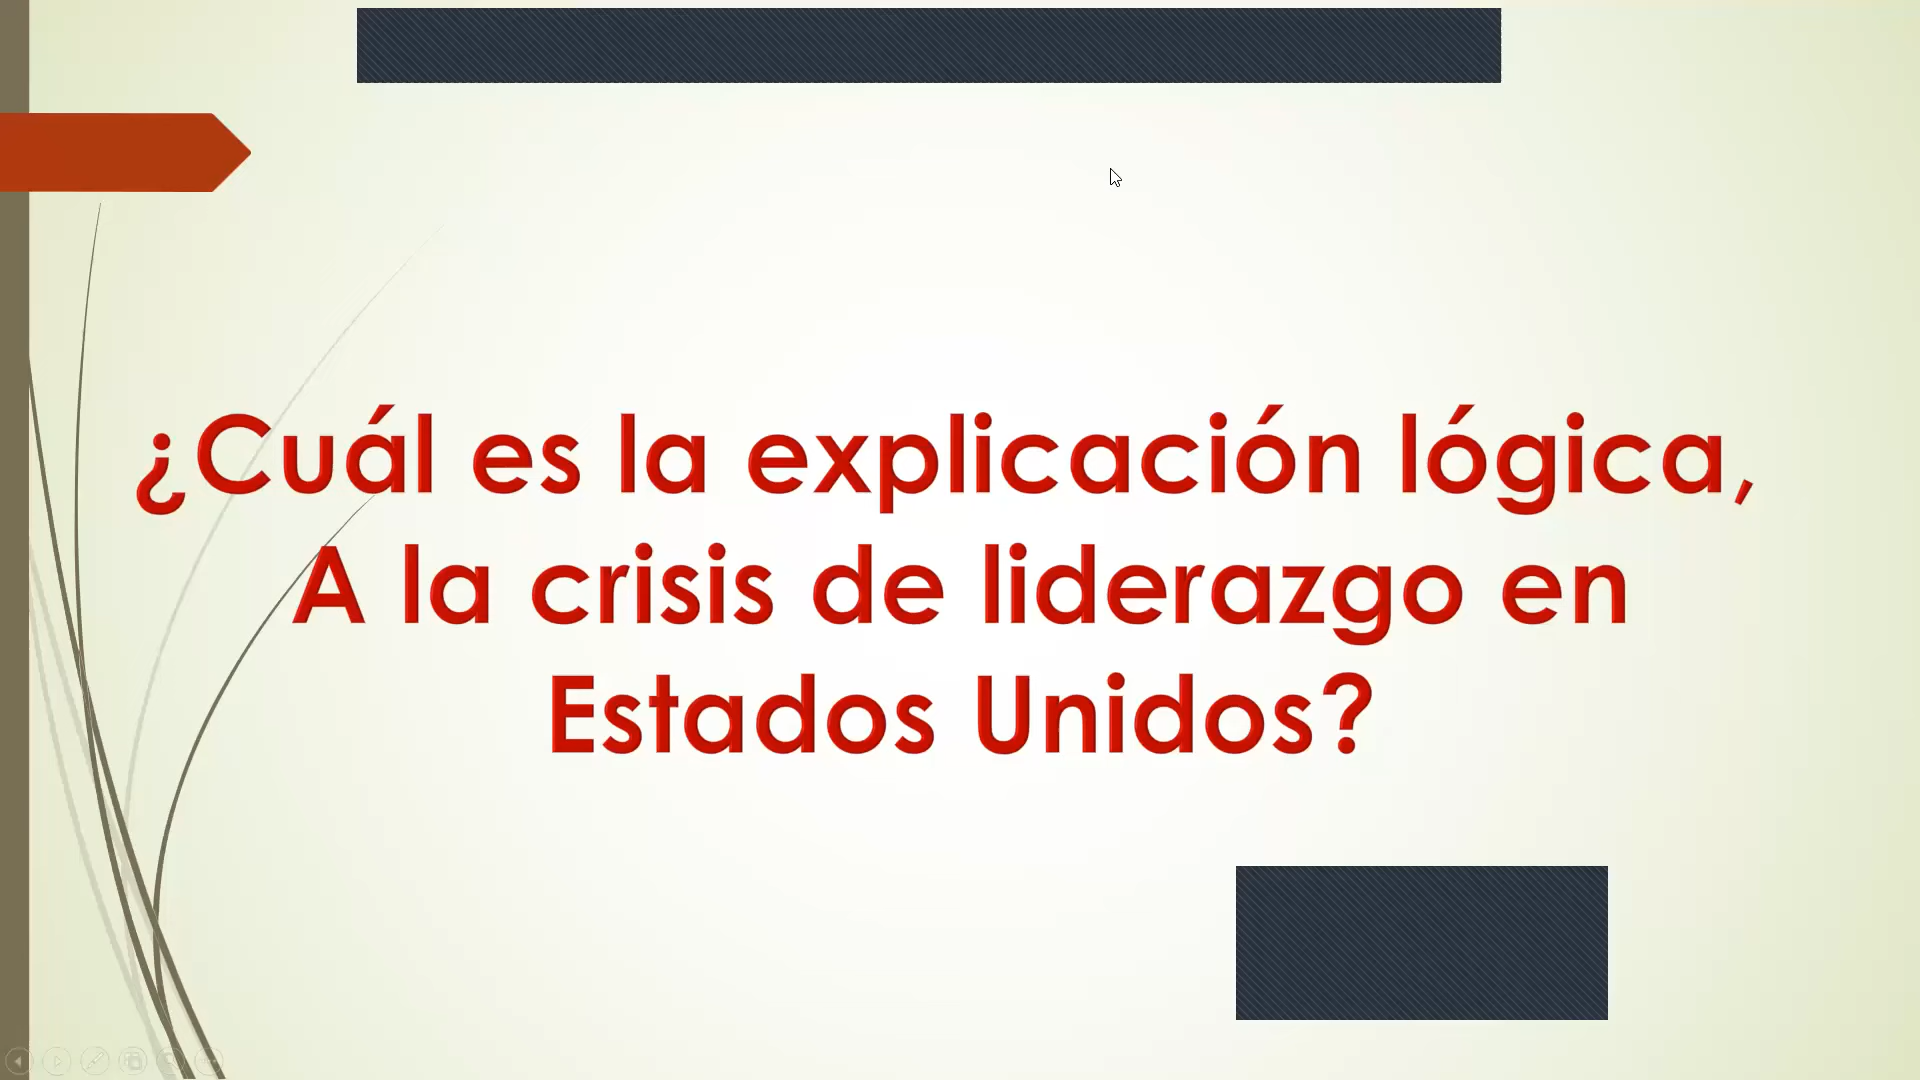 ¿Cuál es la explicación lógica,
A la crisis de liderazgo en
Estados Unidos?